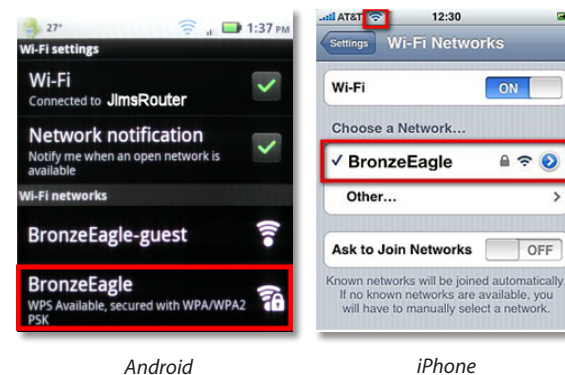 27°
1:37 PM
Wi-Fi settings
Wi-Fi
Connected to JImsRouter
Network notification
Notify me when an open network is
available
Wi-Fi networks
BronzeEagle-guest
BronzeEagle
WPS Available, secured with WPA/WPA2
PSK
Android
AT&T
12:30
Settings
Wi-Fi Networks
Wi-Fi
ON
Choose a Network...
✓ BronzeEagle
Other...
Ask to Join Networks
OFF
Known networks will be joined automatically.
If no known networks are available, you
will have to manually select a network.
iPhone